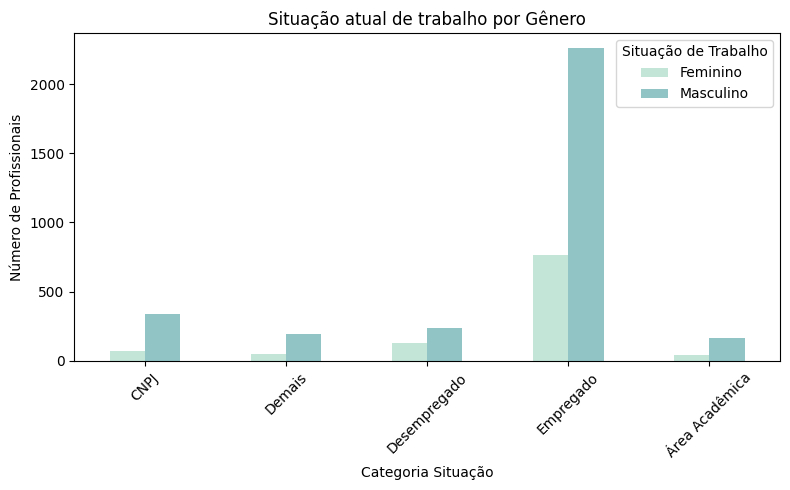 Situação atual de trabalho por Gênero
Situação de Trabalho
Feminino
Masculino
Número de Profissionais
2000
1500
1000
500
0
CNPJ
Demais
Desempregado
Empregado
Área Acadêmica
Categoria Situação